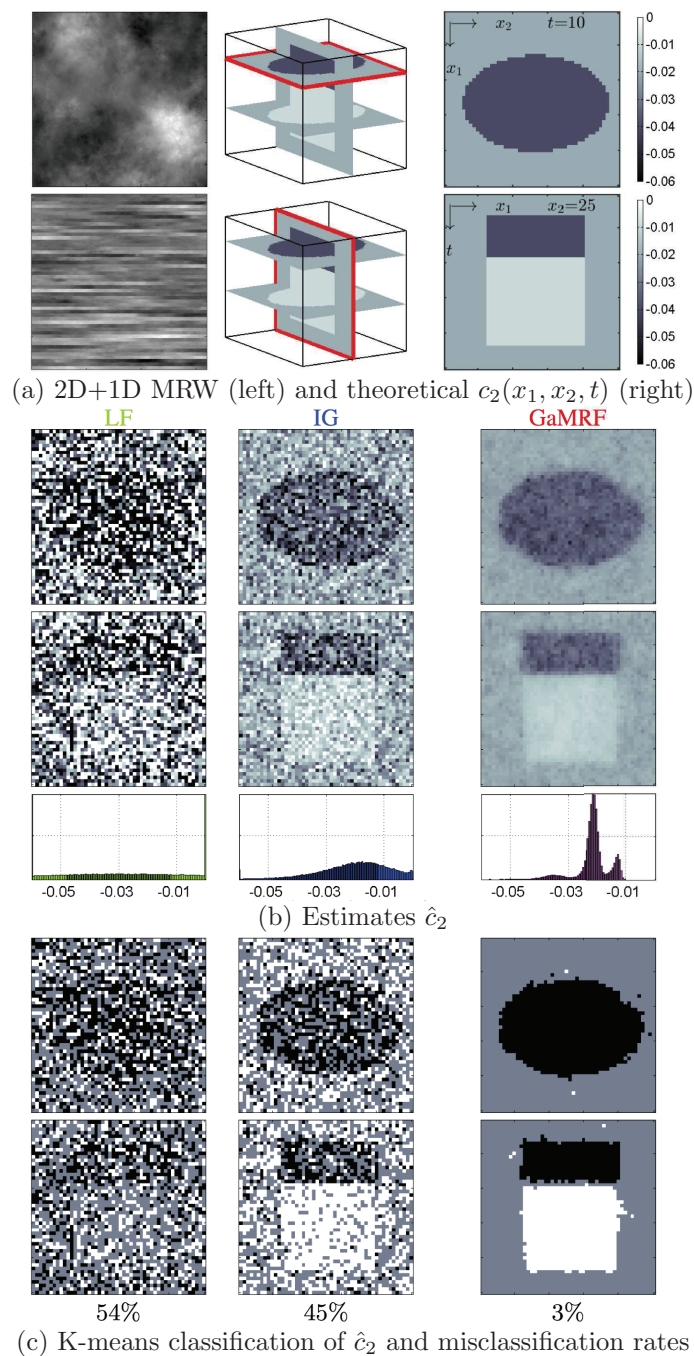 x₂ t=10
x₁
0
-0.01
-0.02
-0.03
-0.04
-0.05
-0.06
x₁ x₂=25
t
0
-0.01
-0.02
-0.03
-0.04
-0.05
-0.06
(a) 2D+1D MRW (left) and theoretical c₂(x₁, x₂, t) (right)
LF IG GaMRF
-0.05 -0.03 -0.01 -0.05 -0.03 -0.01 -0.05 -0.03 -0.01
(b) Estimates ĉ₂
54% 45% 3%
(c) K-means classification of ĉ₂ and misclassification rates